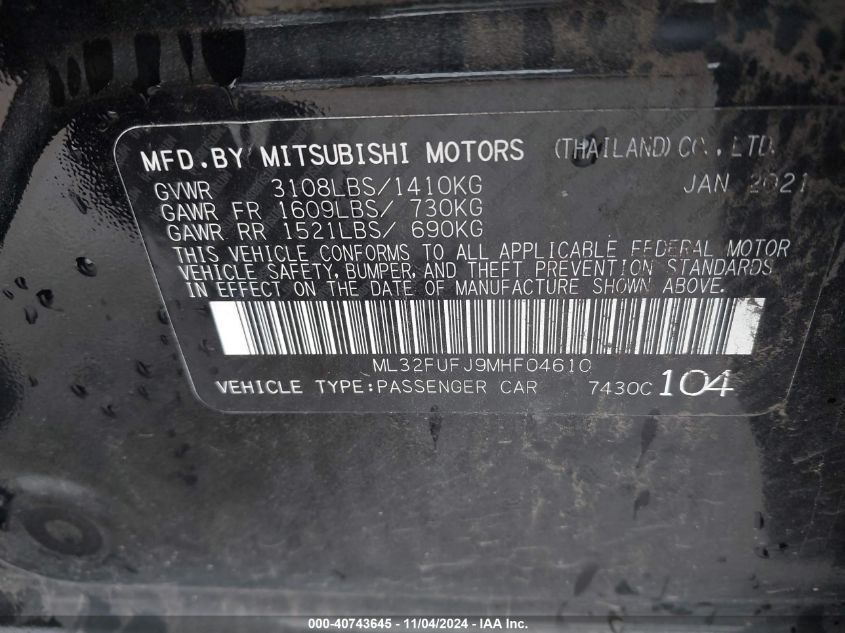 MFD.BY MITSUBISHI MOTORS (THAILAND) CO., LTD.
GVWR 3108LBS/1410KG JAN 2021
GAWR FR 1609LBS/ 730KG
GAWR RR 1521LBS/ 690KG
THIS VEHICLE CONFORMS TO ALL APPLICABLE FEDERAL MOTOR
VEHICLE SAFETY, BUMPER, AND THEFT PREVENTION STANDARDS
IN EFFECT ON THE DATE OF MANUFACTURE SHOWN ABOVE.
ML32FUFJ9MHF04610
VEHICLE TYPE:PASSENGER CAR 7430C 104
000-40743645 - 11/04/2024 - IAA Inc.